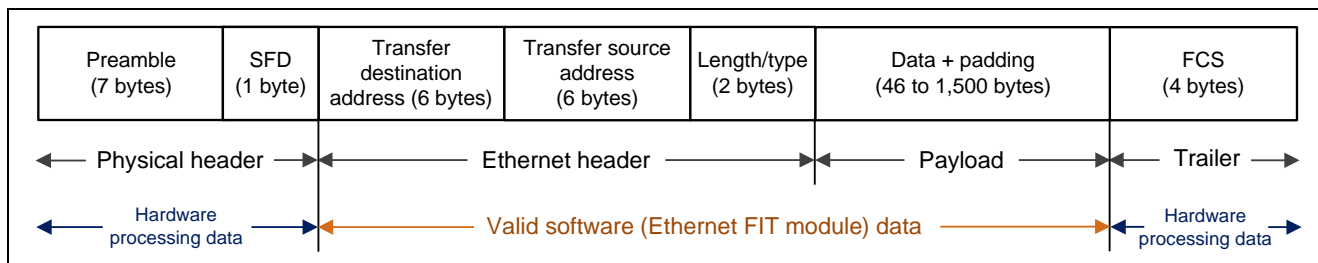 Preamble
(7 bytes)
SFD
(1 byte)
Transfer
destination
address (6 bytes)
Transfer source
address
(6 bytes)
Length/type
(2 bytes)
Data + padding
(46 to 1,500 bytes)
FCS
(4 bytes)
Physical header
Ethernet header
Payload
Trailer
Hardware
processing data
Valid software (Ethernet FIT module) data
Hardware
processing data